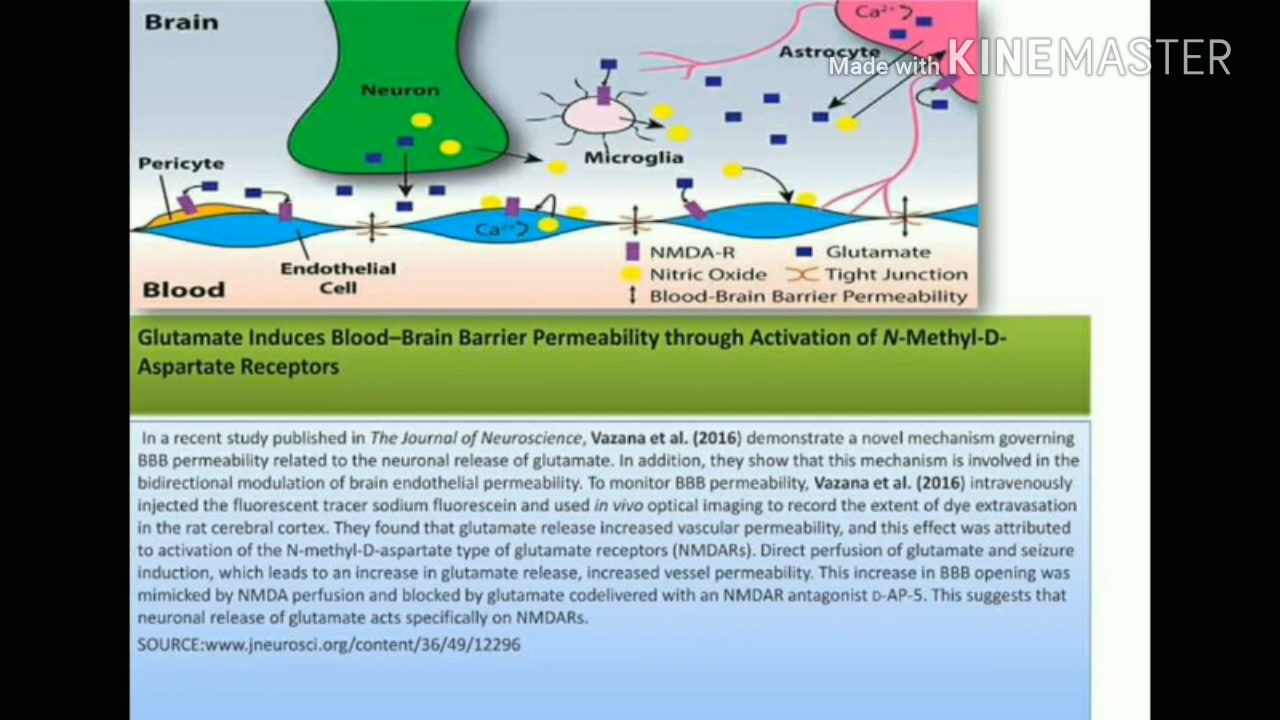 Brain
Ca²⁺
Astrocyte
Made with KINEMASTER
Neuron
Microglia
Pericyte
Ca²⁺
NMDA-R
Glutamate
Endothelial
Cell
Nitric Oxide
Tight Junction
Blood
Blood-Brain Barrier Permeability
Glutamate Induces Blood–Brain Barrier Permeability through Activation of N-Methyl-D-
Aspartate Receptors
In a recent study published in The Journal of Neuroscience, Vazana et al. (2016) demonstrate a novel mechanism governing
BBB permeability related to the neuronal release of glutamate. In addition, they show that this mechanism is involved in the
bidirectional modulation of brain endothelial permeability. To monitor BBB permeability, Vazana et al. (2016) intravenously
injected the fluorescent tracer sodium fluorescein and used in vivo optical imaging to record the extent of dye extravasation
in the rat cerebral cortex. They found that glutamate release increased vascular permeability, and this effect was attributed
to activation of the N-methyl-D-aspartate type of glutamate receptors (NMDARs). Direct perfusion of glutamate and seizure
induction, which leads to an increase in glutamate release, increased vessel permeability. This increase in BBB opening was
mimicked by NMDA perfusion and blocked by glutamate codelivered with an NMDAR antagonist D-AP-5. This suggests that
neuronal release of glutamate acts specifically on NMDARs.
SOURCE:www.jneurosci.org/content/36/49/12296